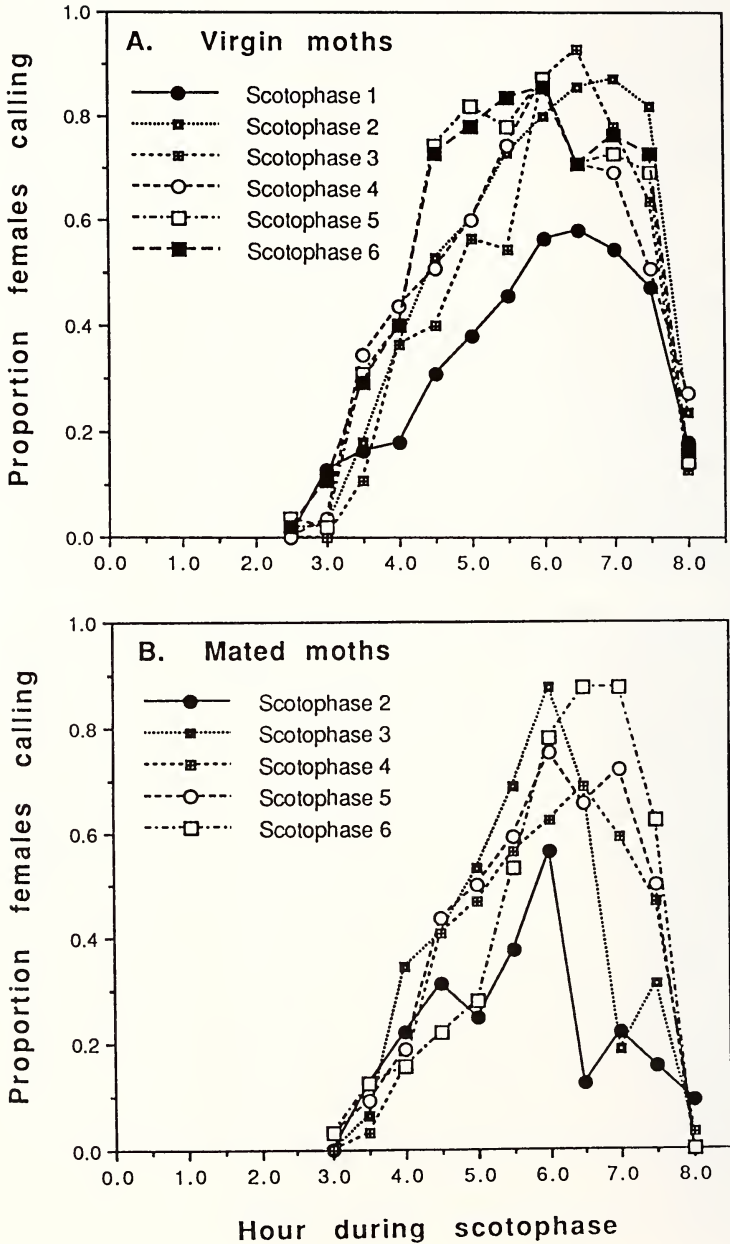 A. Virgin moths
Scotophase 1
Scotophase 2
Scotophase 3
Scotophase 4
Scotophase 5
Scotophase 6
Proportion females calling
1.0
0.8
0.6
0.4
0.2
0.0
0.0 1.0 2.0 3.0 4.0 5.0 6.0 7.0 8.0
B. Mated moths
Scotophase 2
Scotophase 3
Scotophase 4
Scotophase 5
Scotophase 6
Proportion females calling
1.0
0.8
0.6
0.4
0.2
0.0
0.0 1.0 2.0 3.0 4.0 5.0 6.0 7.0 8.0
Hour during scotophase